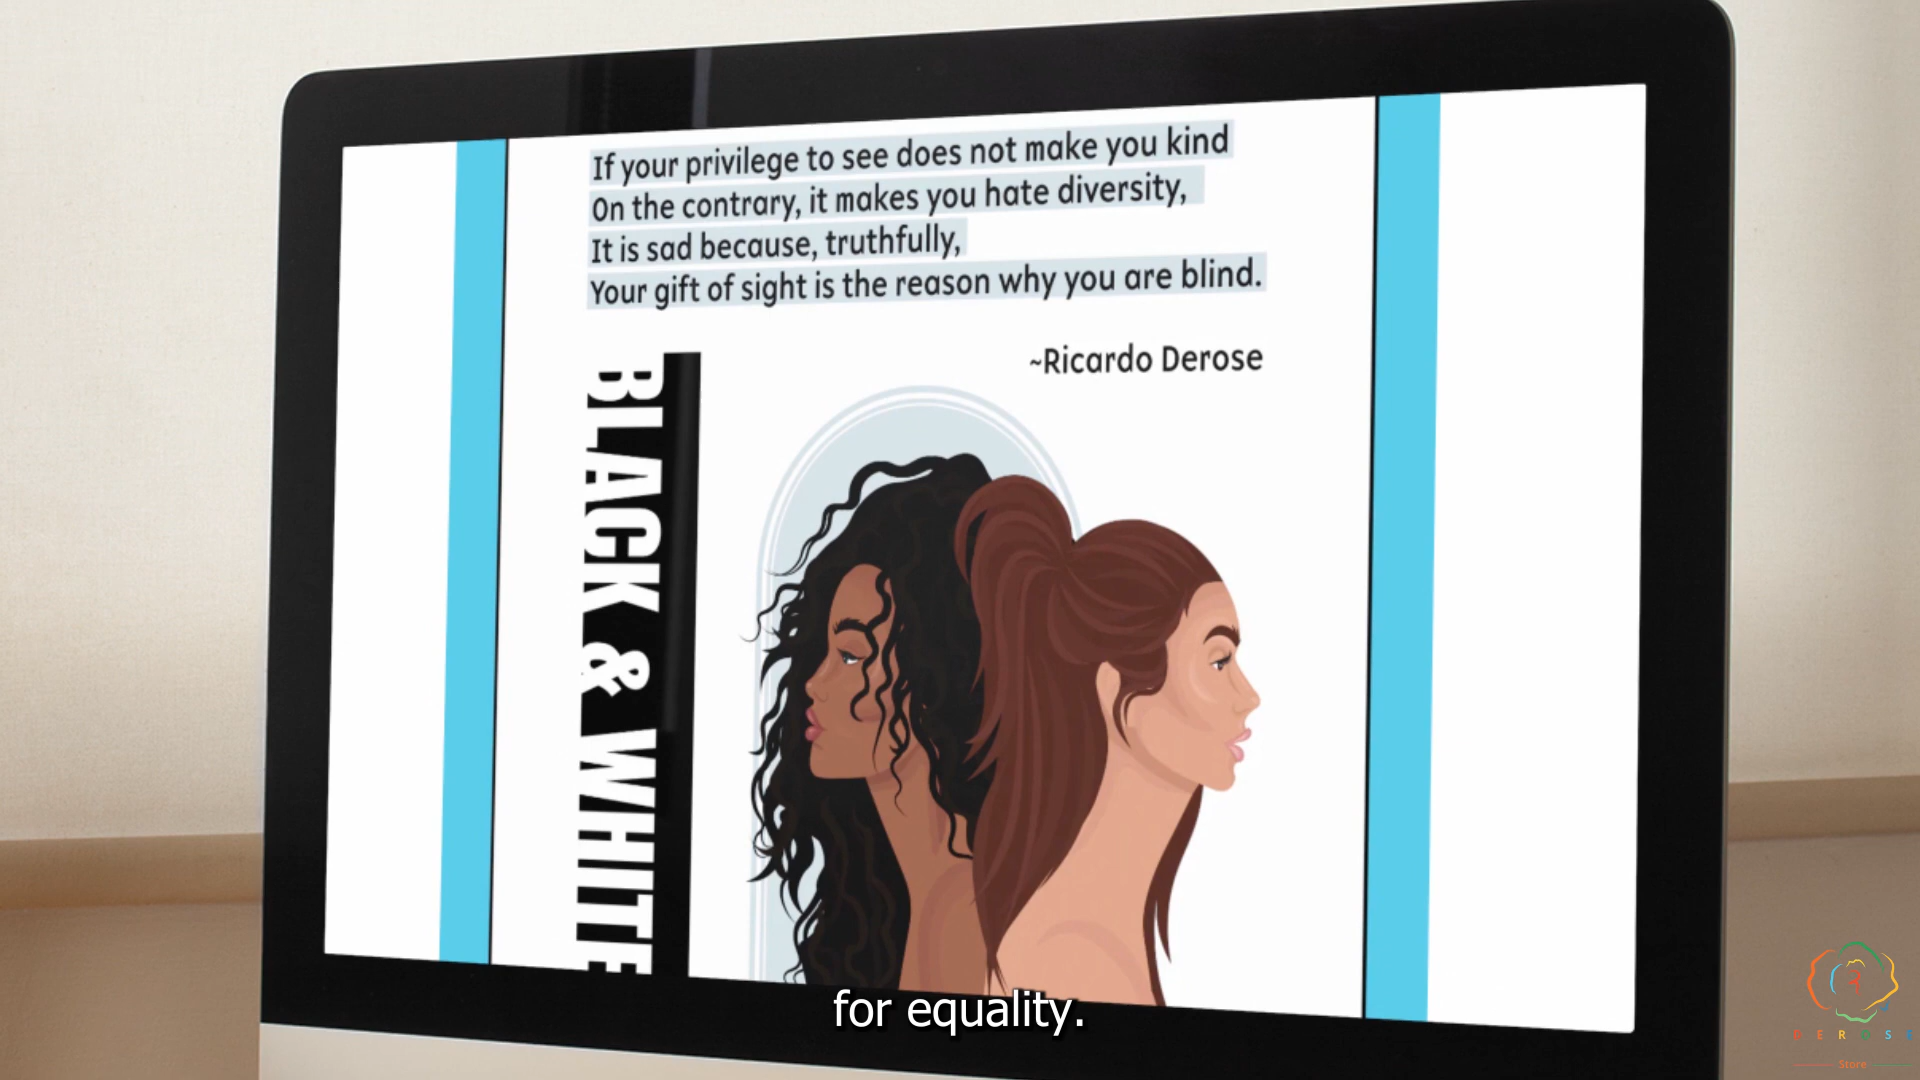 If your privilege to see does not make you kind
On the contrary, it makes you hate diversity,
It is sad because, truthfully,
Your gift of sight is the reason why you are blind.
~Ricardo Derose
BLACK & WHITE
for equality.
DEROSE
Store